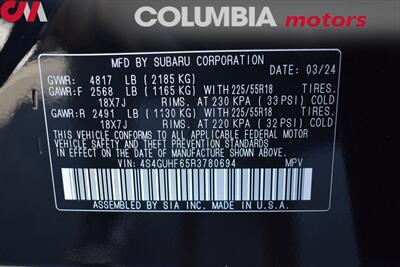 COLUMBIA motors
MFD. BY SUBARU CORPORATION 03/24
GVWR: 4817 LB (2185 KG)
GAWR:F 2568 LB (1165 KG) WITH 225/55R18 TIRES.
18X7J RIMS. AT 230 KPA (33 PSI) COLD
GAWR:R 2491 LB (1130 KG) WITH 225/55R18 TIRES.
18X7J RIMS. AT 220 KPA (32 PSI) COLD
THIS VEHICLE CONFORMS TO ALL APPLICABLE FEDERAL MOTOR
VEHICLE SAFETY AND THEFT PREVENTION STANDARDS IN EFFECT
ON THE DATE OF MANUFACTURE SHOWN ABOVE.
VIN: 4S4GUHF65R3780694 MPV
ASSEMBLED BY SIA INC. MADE IN U.S.A.